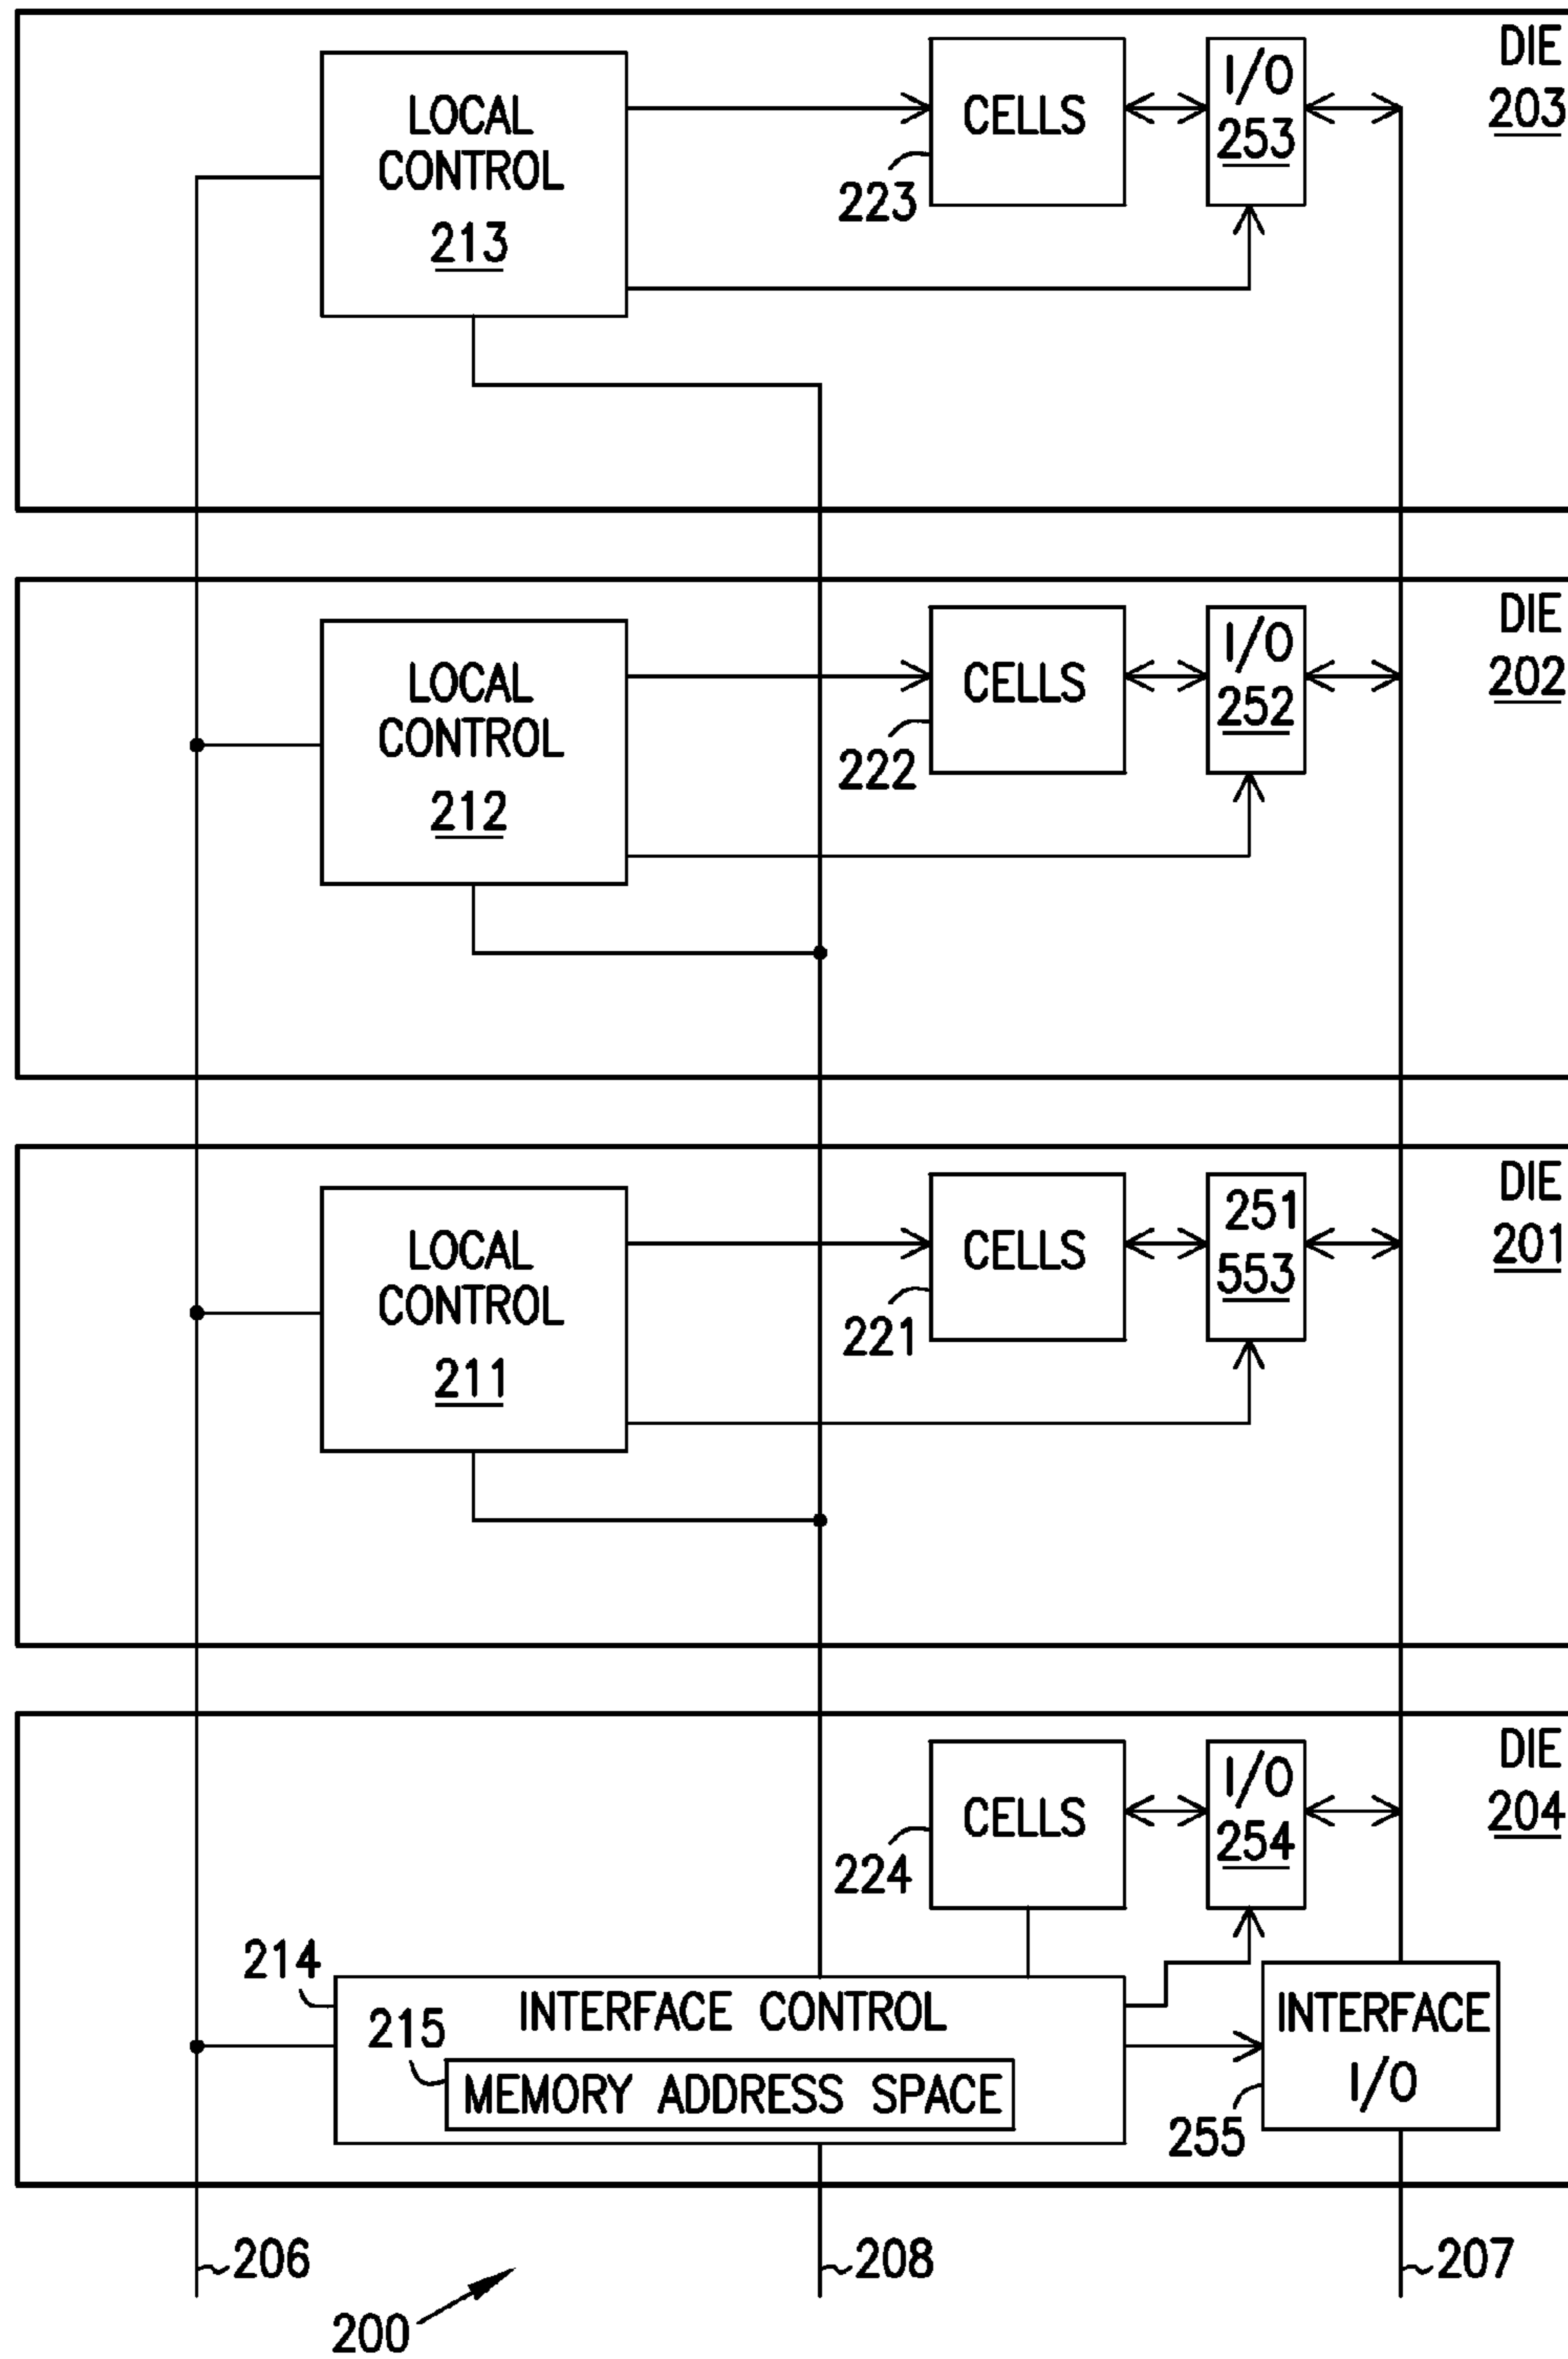 DIE
203
LOCAL
CONTROL
213
CELLS
223
I/O
253
DIE
202
LOCAL
CONTROL
212
CELLS
222
I/O
252
DIE
201
LOCAL
CONTROL
211
CELLS
221
251
553
DIE
204
CELLS
224
I/O
254
214
INTERFACE CONTROL
215
MEMORY ADDRESS SPACE
INTERFACE
I/O
255
206
208
207
200